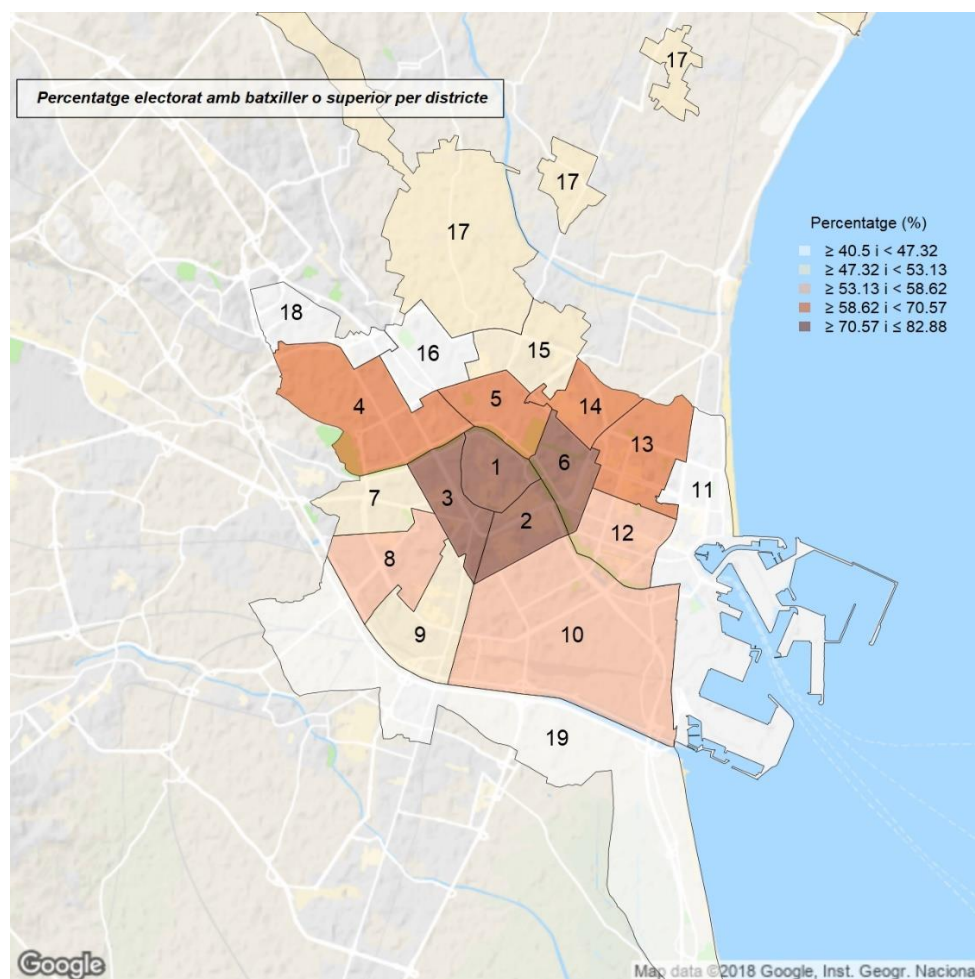 17
Percentatge electorat amb batxiller o superior per districte
17
17
Percentatge (%)
≥ 40.5 i < 47.32
≥ 47.32 i < 53.13
≥ 53.13 i < 58.62
≥ 58.62 i < 70.57
≥ 70.57 i ≤ 82.88
18
16
15
4
5
14
13
1
6
11
7
3
2
12
8
9
10
19
Google
Map data ©2018 Google, Inst. Geogr. Naciona